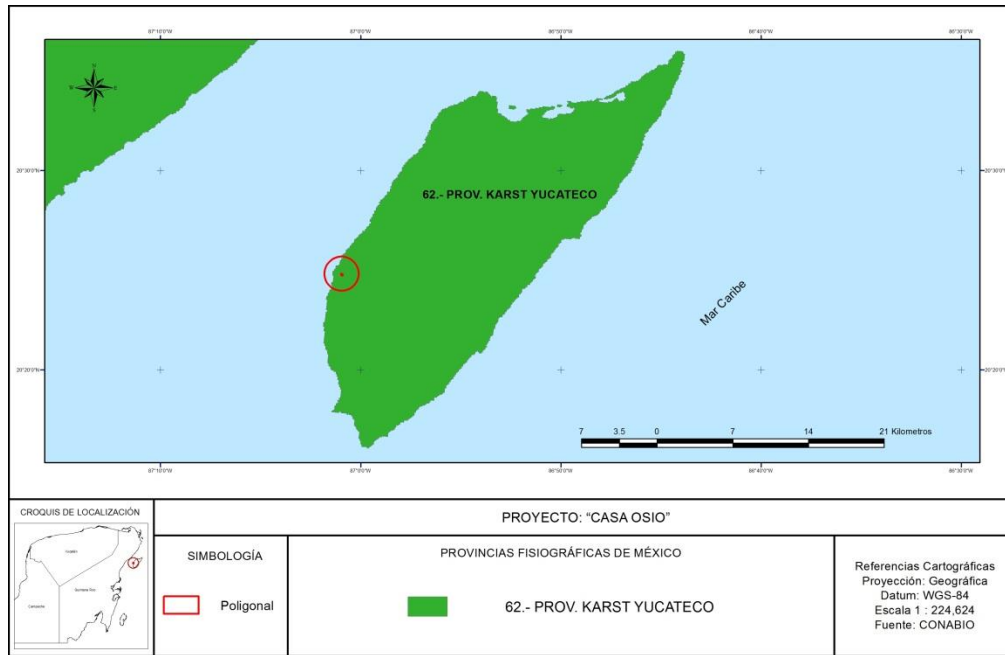 87°10'0"W 87°0'0"W 86°50'0"W 86°40'0"W 86°30'0"W
N
W E
S
20°30'0"N 20°30'0"N
62.- PROV. KARST YUCATECO
Mar Caribe
20°20'0"N 20°20'0"N
7 3.5 0 7 14 21 Kilometros
87°10'0"W 87°0'0"W 86°50'0"W 86°40'0"W 86°30'0"W
CROQUIS DE LOCALIZACIÓN
Yucatán
Quintana Roo
Campeche
PROYECTO: “CASA OSIO”
SIMBOLOGÍA
Poligonal
PROVINCIAS FISIOGRÁFICAS DE MÉXICO
62.- PROV. KARST YUCATECO
Referencias Cartográficas
Proyección: Geográfica
Datum: WGS-84
Escala 1 : 224,624
Fuente: CONABIO